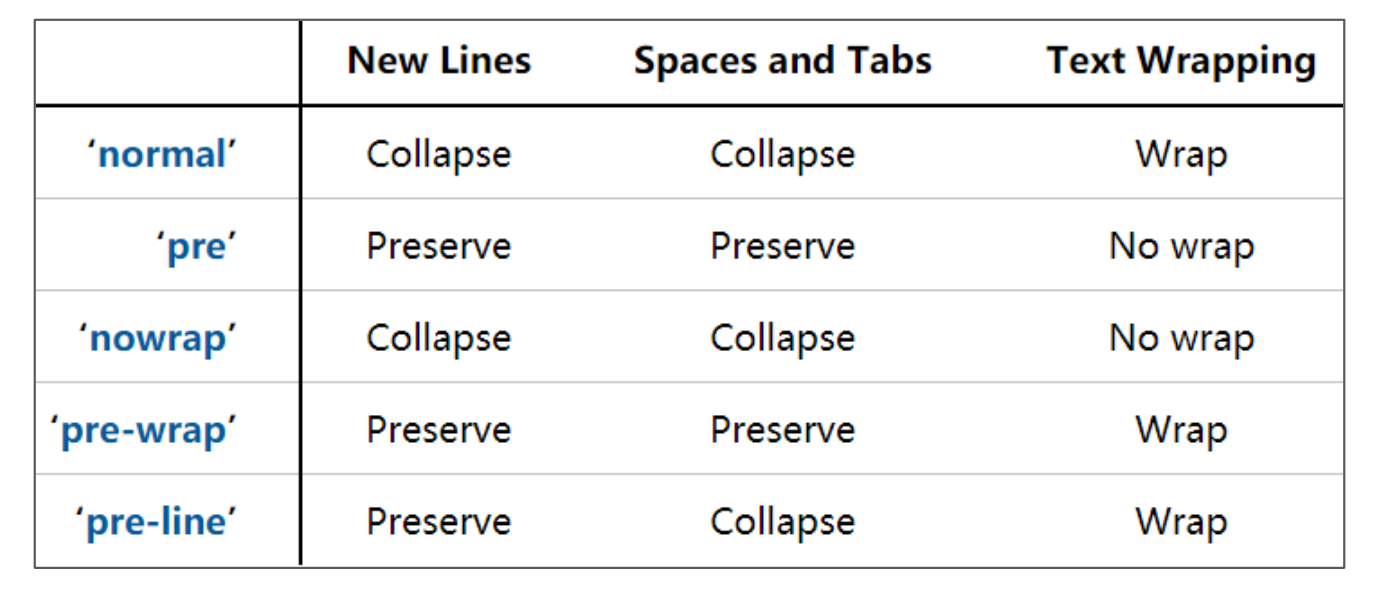 New Lines Spaces and Tabs Text Wrapping
‘normal’ Collapse Collapse Wrap
‘pre’ Preserve Preserve No wrap
‘nowrap’ Collapse Collapse No wrap
‘pre-wrap’ Preserve Preserve Wrap
‘pre-line’ Preserve Collapse Wrap